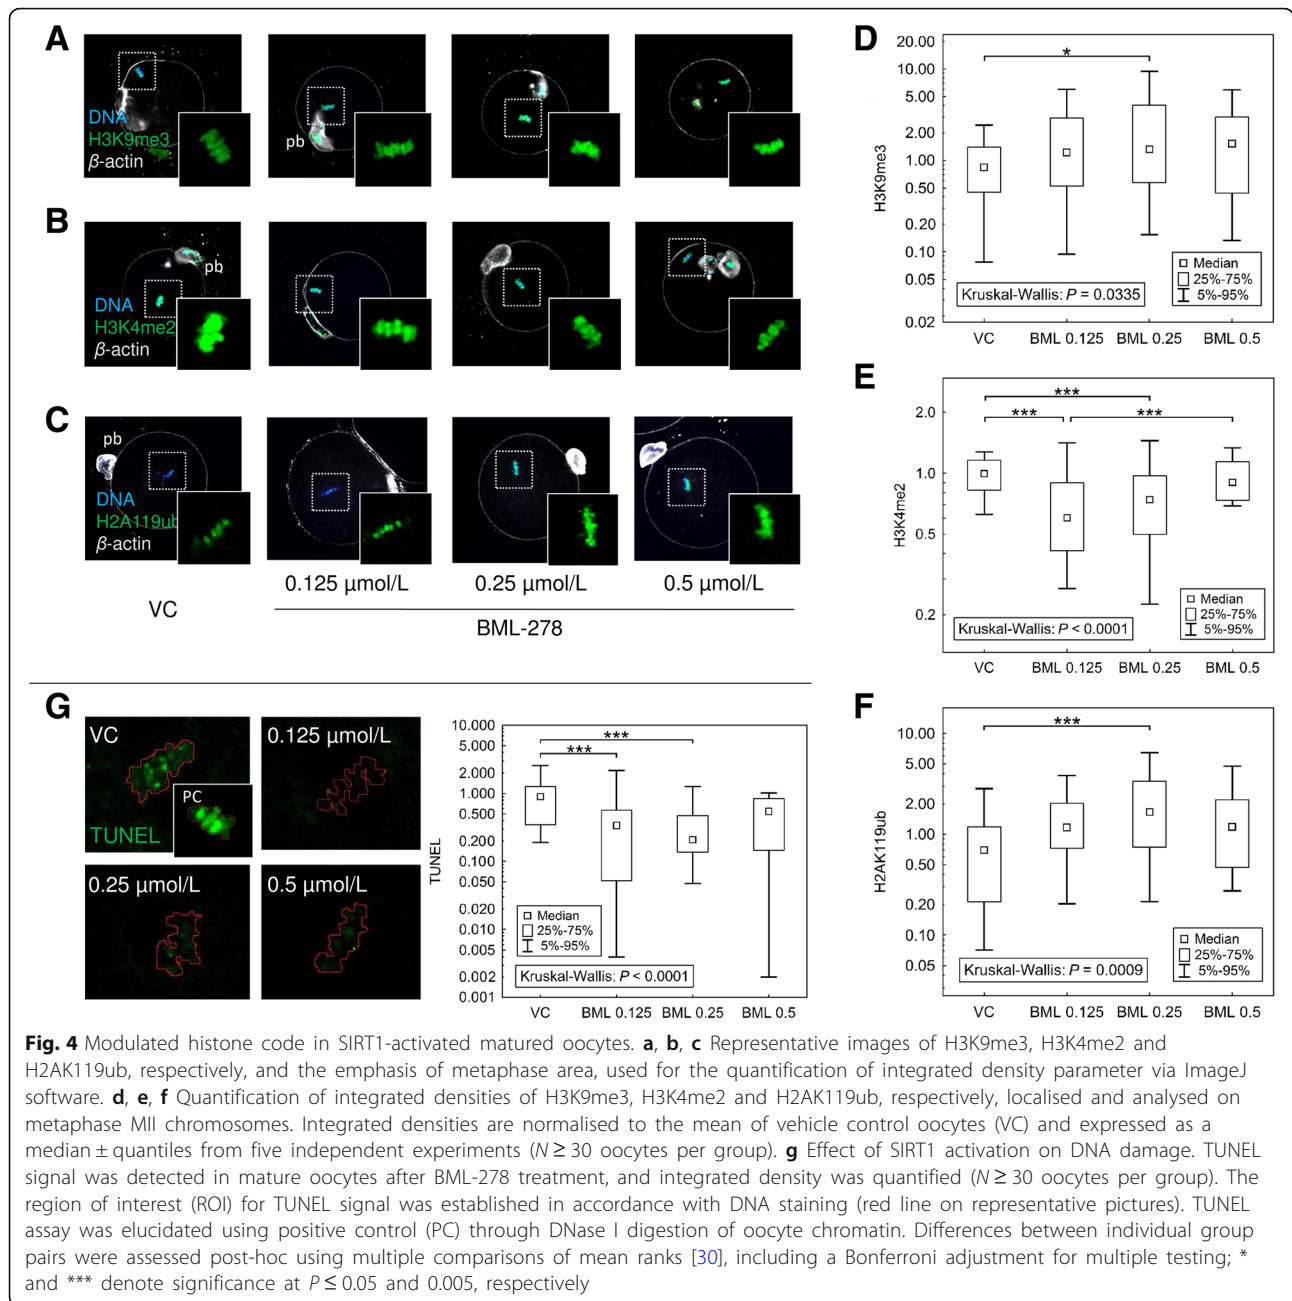 A
DNA
H3K9me3
β-actin
pb
B
DNA
H3K4me2
β-actin
pb
C
pb
DNA
H2A119ub
β-actin
VC
0.125 µmol/L
0.25 µmol/L
0.5 µmol/L
BML-278
D
20.00
10.00
5.00
2.00
1.00
0.50
0.10
0.05
0.02
H3K9me3
*
Median
25%-75%
5%-95%
Kruskal-Wallis: P = 0.0335
VC
BML 0.125
BML 0.25
BML 0.5
E
2.0
1.0
0.5
0.2
H3K4me2
***
***
***
Median
25%-75%
5%-95%
Kruskal-Wallis: P < 0.0001
VC
BML 0.125
BML 0.25
BML 0.5
F
10.00
5.00
2.00
1.00
0.50
0.10
0.05
H2AK119ub
***
Median
25%-75%
5%-95%
Kruskal-Wallis: P = 0.0009
VC
BML 0.125
BML 0.25
BML 0.5
G
VC
PC
TUNEL
0.125 µmol/L
0.25 µmol/L
0.5 µmol/L
10.000
5.000
2.000
1.000
0.500
0.200
0.100
0.050
0.020
0.010
0.005
0.002
0.001
TUNEL
***
***
Median
25%-75%
5%-95%
Kruskal-Wallis: P < 0.0001
VC
BML 0.125
BML 0.25
BML 0.5
Fig. 4 Modulated histone code in SIRT1-activated matured oocytes. a, b, c Representative images of H3K9me3, H3K4me2 and
H2AK119ub, respectively, and the emphasis of metaphase area, used for the quantification of integrated density parameter via ImageJ
software. d, e, f Quantification of integrated densities of H3K9me3, H3K4me2 and H2AK119ub, respectively, localised and analysed on
metaphase MII chromosomes. Integrated densities are normalised to the mean of vehicle control oocytes (VC) and expressed as a
median ± quantiles from five independent experiments (N ≥ 30 oocytes per group). g Effect of SIRT1 activation on DNA damage. TUNEL
signal was detected in mature oocytes after BML-278 treatment, and integrated density was quantified (N ≥ 30 oocytes per group). The
region of interest (ROI) for TUNEL signal was established in accordance with DNA staining (red line on representative pictures). TUNEL
assay was elucidated using positive control (PC) through DNase I digestion of oocyte chromatin. Differences between individual group
pairs were assessed post-hoc using multiple comparisons of mean ranks [30], including a Bonferroni adjustment for multiple testing; *
and *** denote significance at P ≤ 0.05 and 0.005, respectively